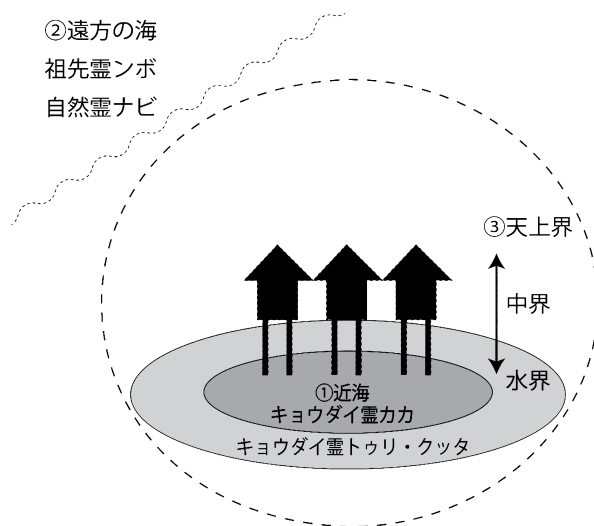 ②遠方の海
祖先霊ンボ
自然霊ナビ
③天上界
中界
水界
①近海
キョウダイ霊カカ
キョウダイ霊トゥリ・クッタ